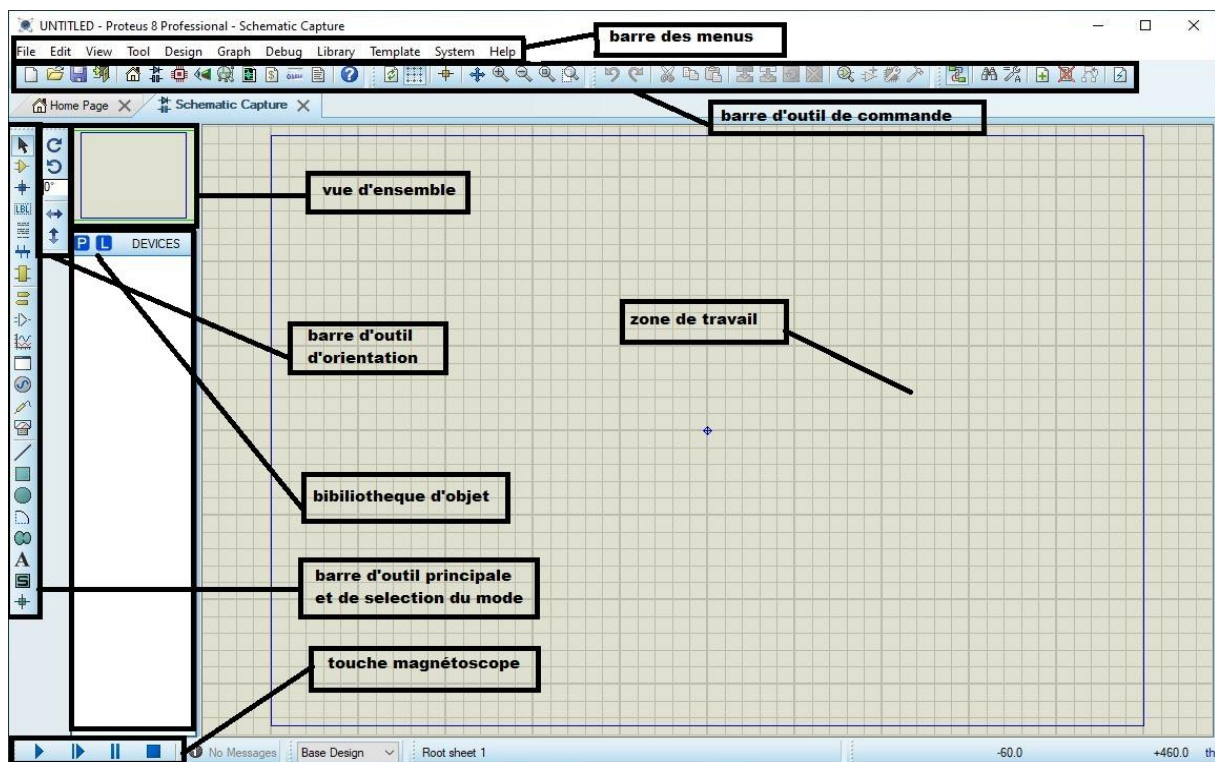 UNTITLED - Proteus 8 Professional - Schematic Capture
File Edit View Tool Design Graph Debug Library Template System Help
barre des menus
barre d'outil de commande
Home Page
Schematic Capture
0°
LBL
vue d'ensemble
P L DEVICES
zone de travail
barre d'outil
d'orientation
bibiliotheque d'objet
A
S
barre d'outil principale
et de selection du mode
touche magnétoscope
No Messages
Base Design
Root sheet 1
-60.0
+460.0
th